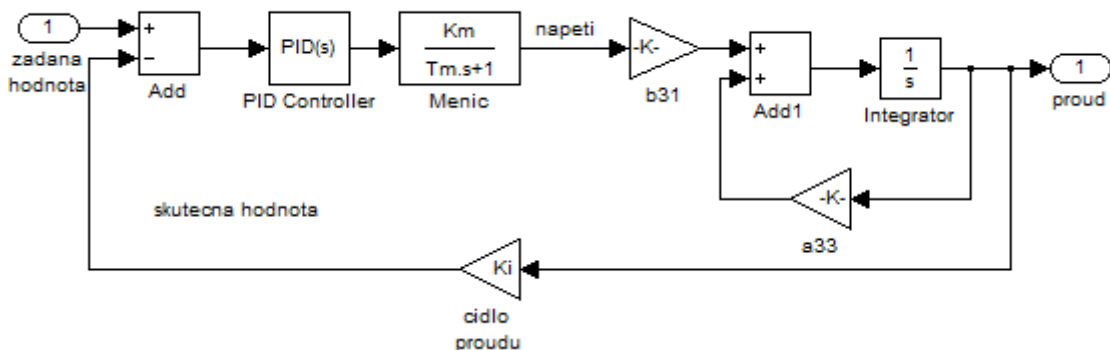 1
zadana
hodnota
+
−
Add
PID(s)
PID Controller
Km
Tm.s+1
Menic
napeti
-K-
b31
+
+
Add1
1
s
Integrator
1
proud
-K-
a33
skutecna hodnota
Ki
cidlo
proudu